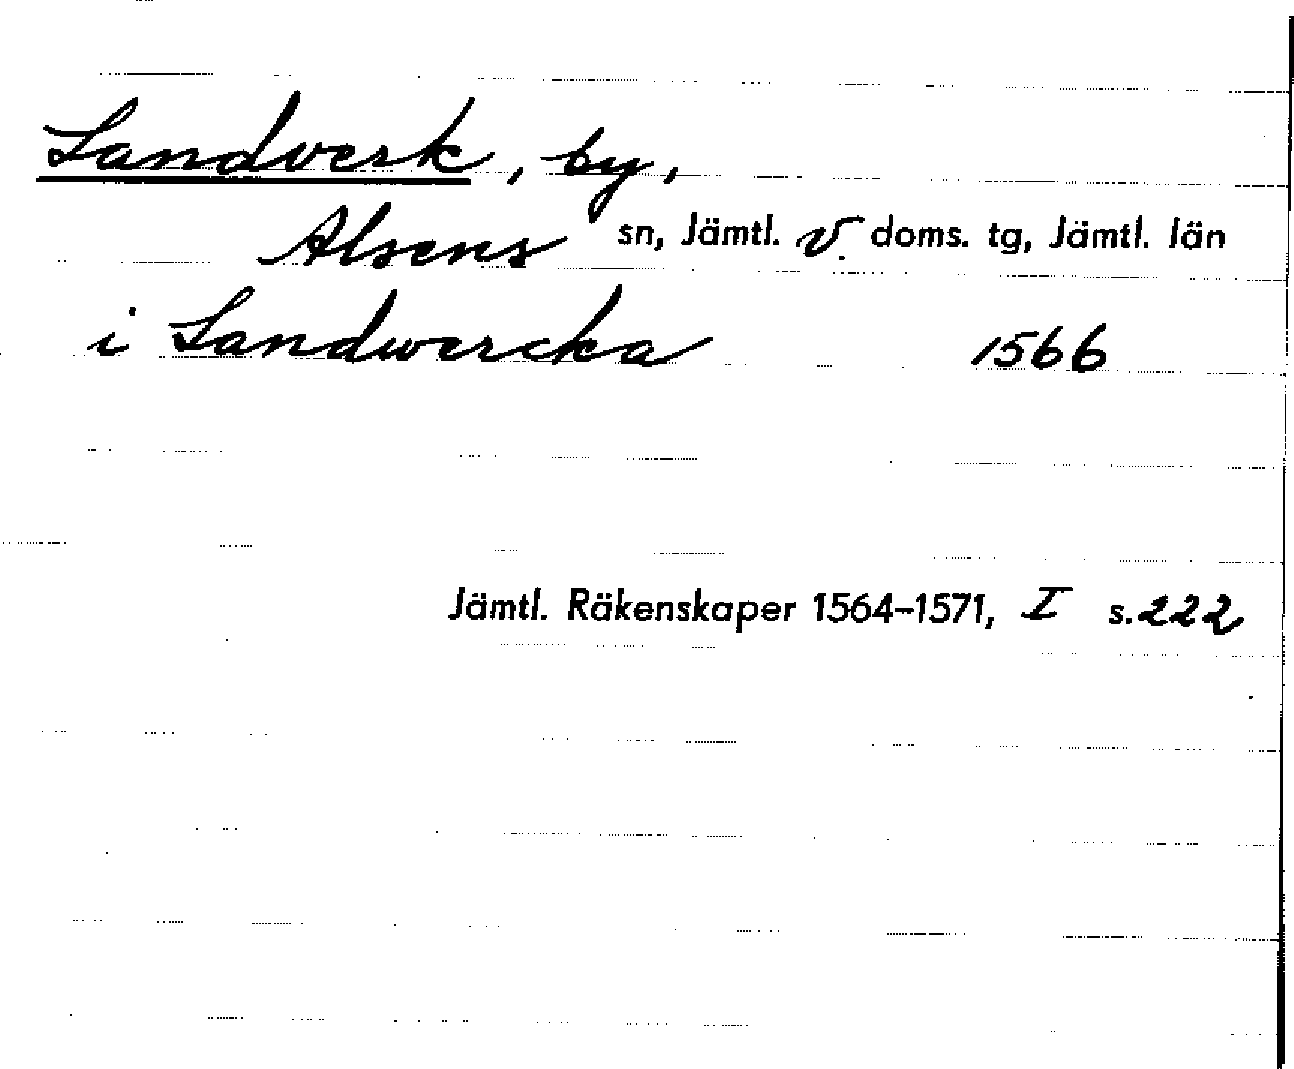 Landverk, by,
Alsens sn, Jämtl. v. doms. tg, Jämtl. län
i Landwercka 1566
Jämtl. Räkenskaper 1564–1571, I s. 222